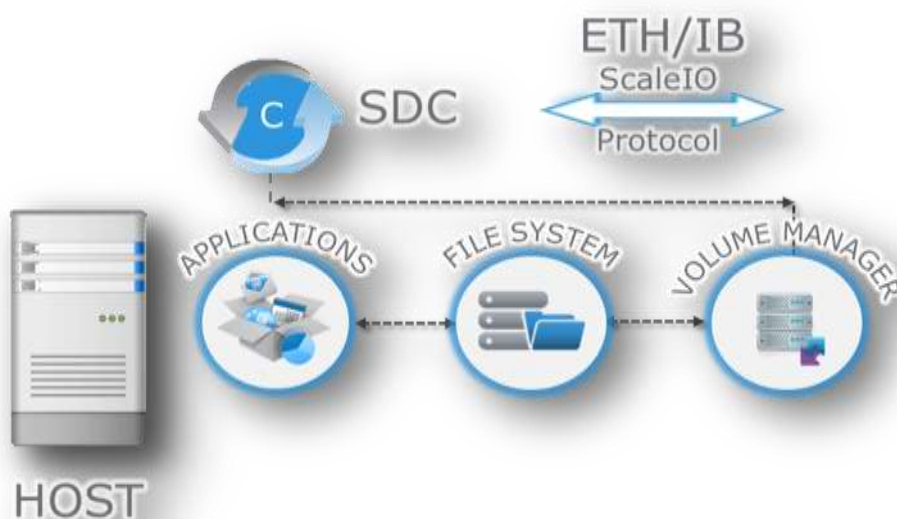 ETH/IB
ScaleIO
Protocol
C
SDC
APPLICATIONS
FILE SYSTEM
VOLUME MANAGER
HOST